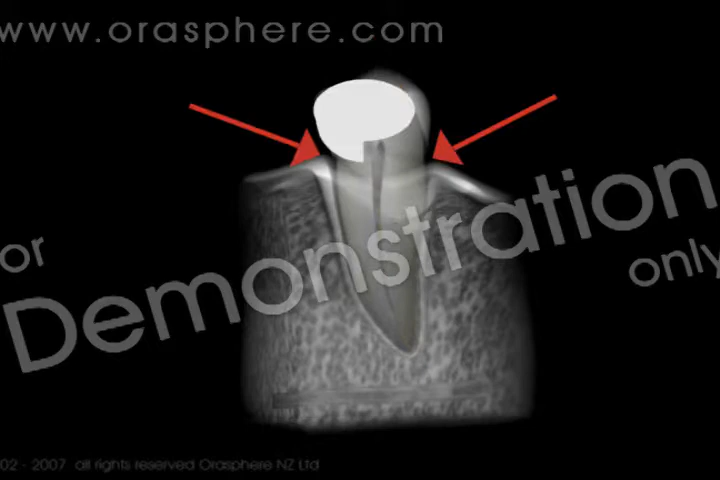 www.orasphere.com
or
Demonstration
only
02 - 2007 all rights reserved Orasphere NZ Ltd